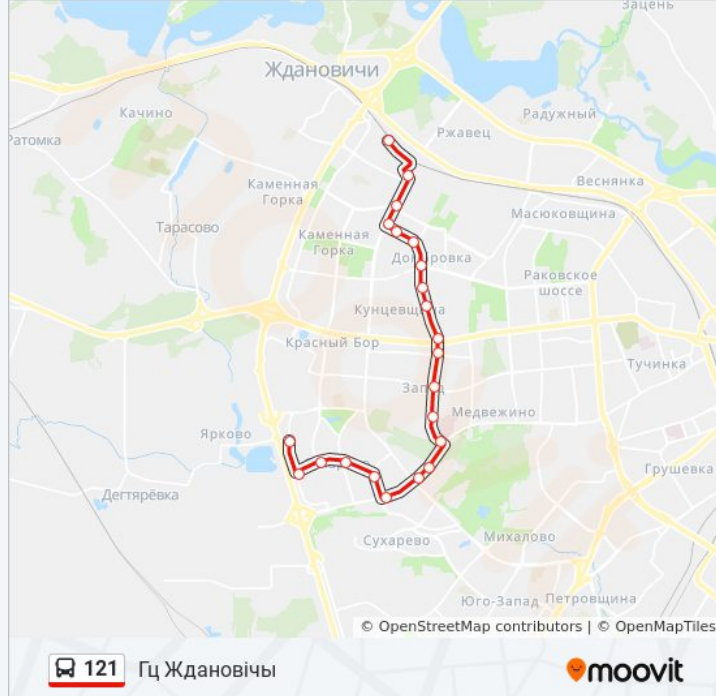 Зацень
Ждановичи
Качино
Радужный
Ратомка
Ржавец
Веснянка
Каменная
Горка
Масюковщина
Тарасово
Каменная
Горка
Раковское
шоссе
Кунцевщина
Красный Бор
Тучинка
Запад
Медвежино
Ярково
Грушевка
Дегтярёвка
Сухарево
Михалово
Юго-Запад
Петровщина
© OpenStreetMap contributors | © OpenMapTiles
121
Гц Ждановічы
moovit